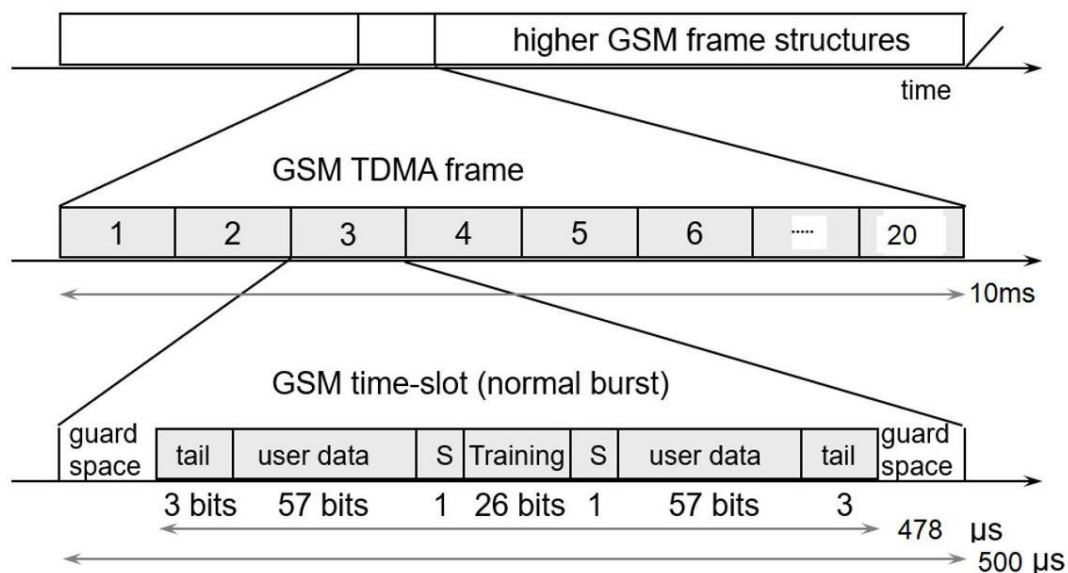 higher GSM frame structures
time
GSM TDMA frame
1 2 3 4 5 6 ..... 20
10ms
GSM time-slot (normal burst)
guard space tail user data S Training S user data tail guard space
3 bits 57 bits 1 26 bits 1 57 bits 3
478 µs
500 µs